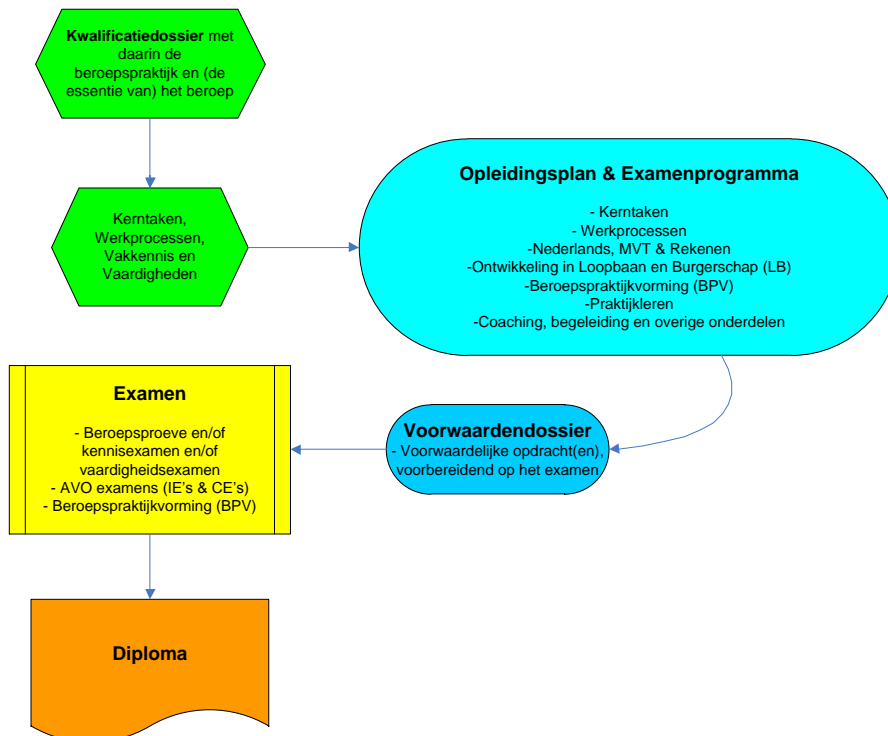 Kwalificatiedossier met
daarin de
beroepspraktijk en (de
essentie van) het beroep
Kerntaken,
Werkprocessen,
Vakkennis en
Vaardigheden
Opleidingsplan & Examenprogramma
- Kerntaken
- Werkprocessen
-Nederlands, MVT & Rekenen
-Ontwikkeling in Loopbaan en Burgerschap (LB)
-Beroepspraktijkvorming (BPV)
-Praktijkleren
-Coaching, begeleiding en overige onderdelen
Voorwaardendossier
- Voorwaardelijke opdracht(en),
voorbereidend op het examen
Examen
- Beroepsproeve en/of
kennisexamen en/of
vaardigheidsexamen
- AVO examens (IE's & CE's)
- Beroepspraktijkvorming (BPV)
Diploma